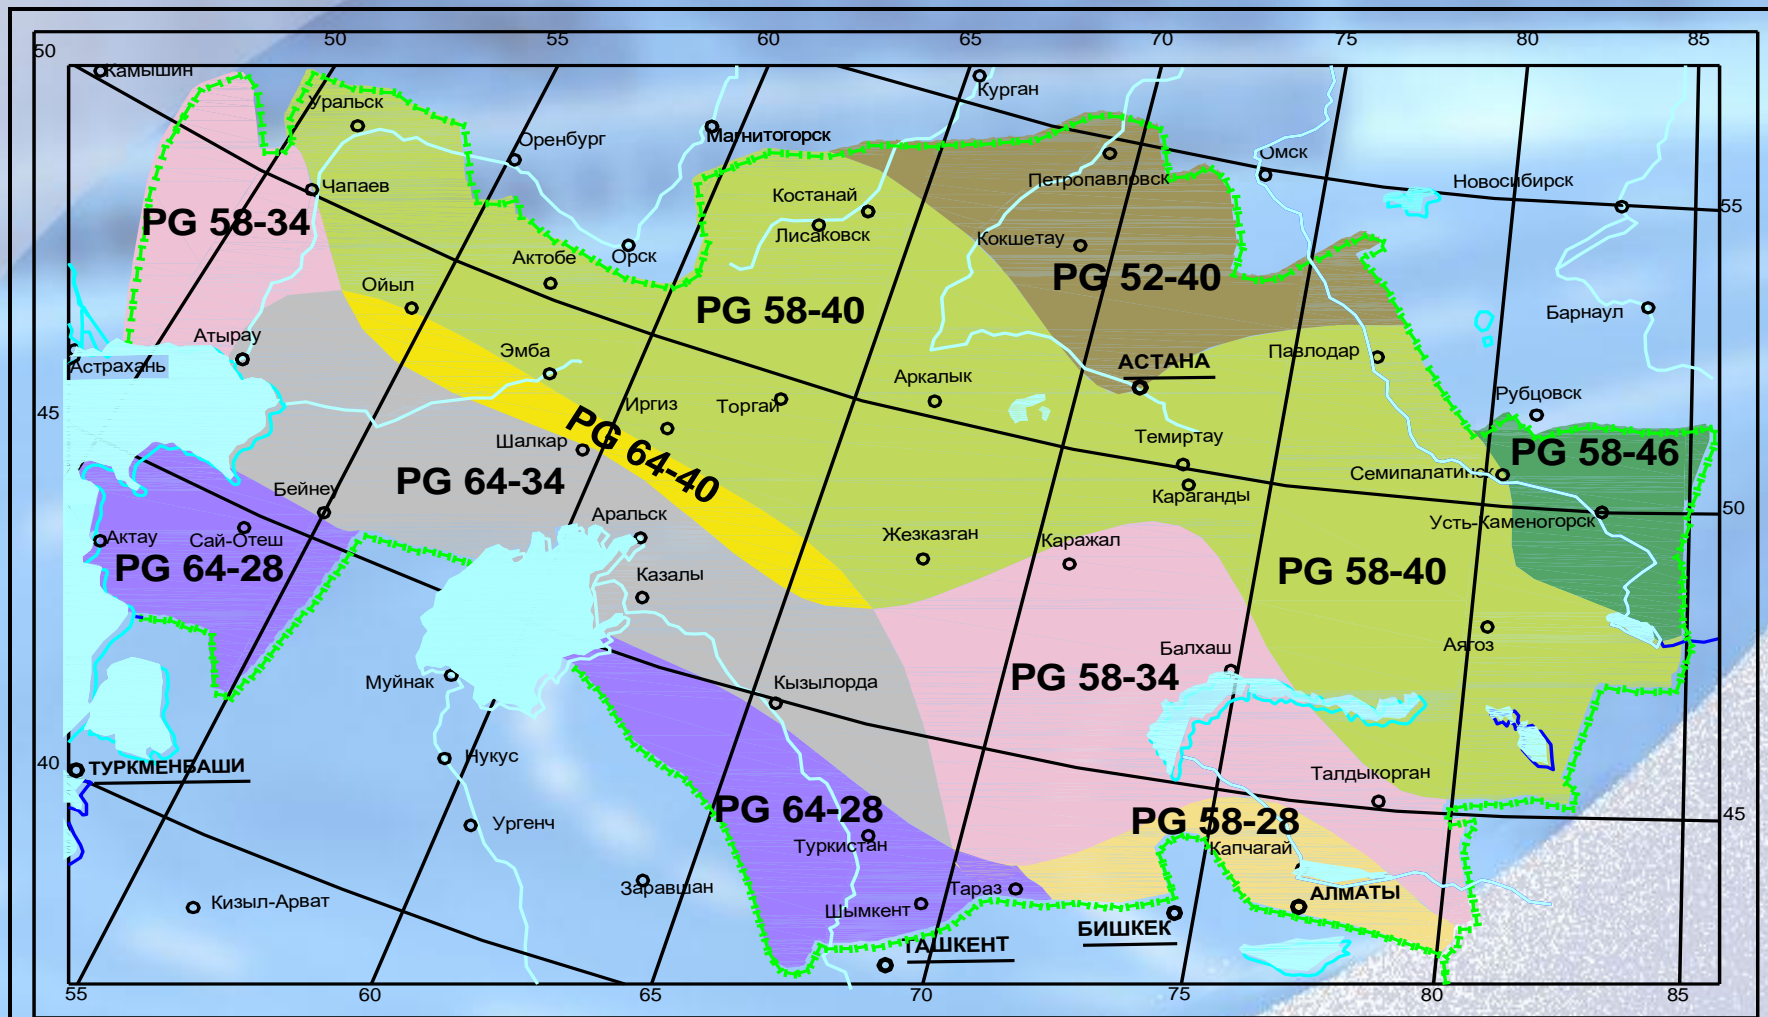 50
50
55
60
65
70
75
80
85
Камышин
Уральск
Курган
Оренбург
Магнитогорск
Омск
Чапаев
Костанай
Петропавловск
Новосибирск
55
PG 58-34
Лисаковск
Кокшетау
Актобе
Орск
PG 52-40
Ойыл
PG 58-40
Барнаул
Атырау
Эмба
Павлодар
Астрахань
АСТАНА
Аркалык
Рубцовск
45
Иргиз
Торгай
Шалкар
PG 64-40
Темиртау
PG 58-46
PG 64-34
Семипалатинск
Бейнеу
Караганды
50
Аральск
Усть-Каменогорск
Актау
Сай-Отеш
Жезказган
Каражал
PG 64-28
Казалы
PG 58-40
Аягоз
Балхаш
PG 58-34
Муйнак
Кызылорда
40
Нукус
ТУРКМЕНБАШИ
Талдыкорган
PG 64-28
PG 58-28
45
Ургенч
Туркистан
Капчагай
Заравшан
Тараз
АЛМАТЫ
Кизыл-Арват
Шымкент
БИШКЕК
ТАШКЕНТ
55
60
65
70
75
80
85